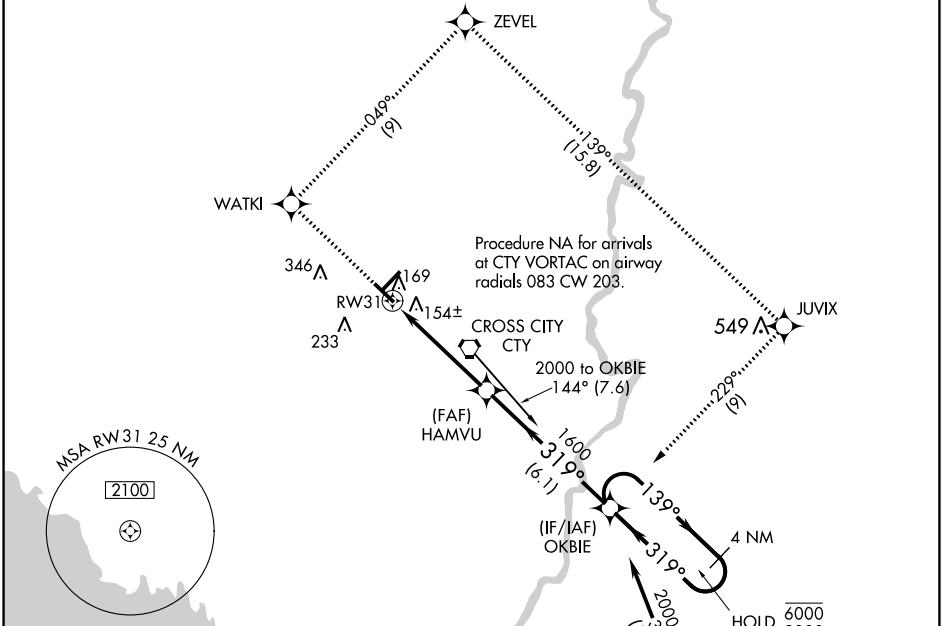 ZEVEL
049°
(9)
139°
(15.8)
WATKI
Procedure NA for arrivals
at CTY VORTAC on airway
radials 083 CW 203.
346
169
RW31
154±
233
CROSS CITY
CTY
549
JUVIX
2000 to OKBIE
144° (7.6)
229°
(9)
(FAF)
HAMVU
1600
319°
(6.1)
MSA RW31 25 NM
2100
139°
(IF/IAF)
OKBIE
4 NM
319°
2000
HOLD
6000